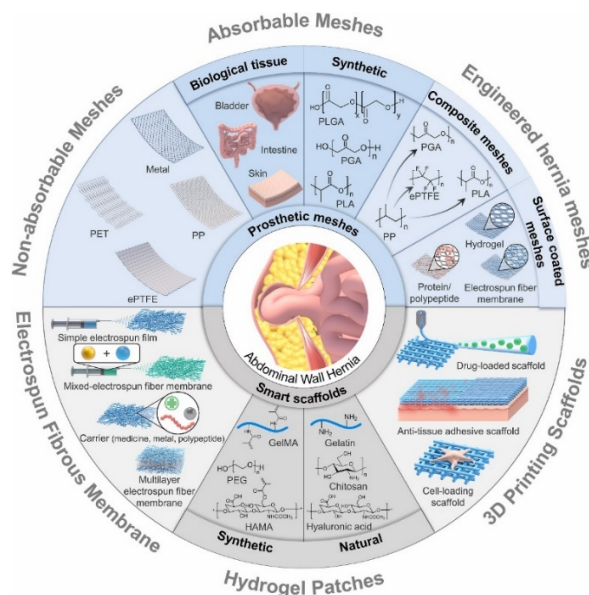 Absorbable Meshes
Non-absorbable Meshes
Engineered hernia meshes
Biological tissue
Synthetic
Composite meshes
Surface coated
meshes
Bladder
Intestine
Skin
PLGA
PGA
PLA
PGA
ePTFE
PLA
PP
Hydrogel
Protein/
polypeptide
Electrospun fiber
membrane
Metal
PET
PP
ePTFE
Prosthetic meshes
Abdominal Wall Hernia
Smart scaffolds
Simple electrospun film
Mixed-electrospun fiber membrane
Carrier (medicine, metal, polypeptide)
Multilayer
electrospun fiber
membrane
GelMA
PEG
HAMA
Gelatin
NH2
NH2
Chitosan
Hyaluronic acid
Synthetic
Natural
Drug-loaded scaffold
Anti-tissue adhesive scaffold
Cell-loading
scaffold
Electrospun Fibrous Membrane
Hydrogel Patches
3D Printing Scaffolds